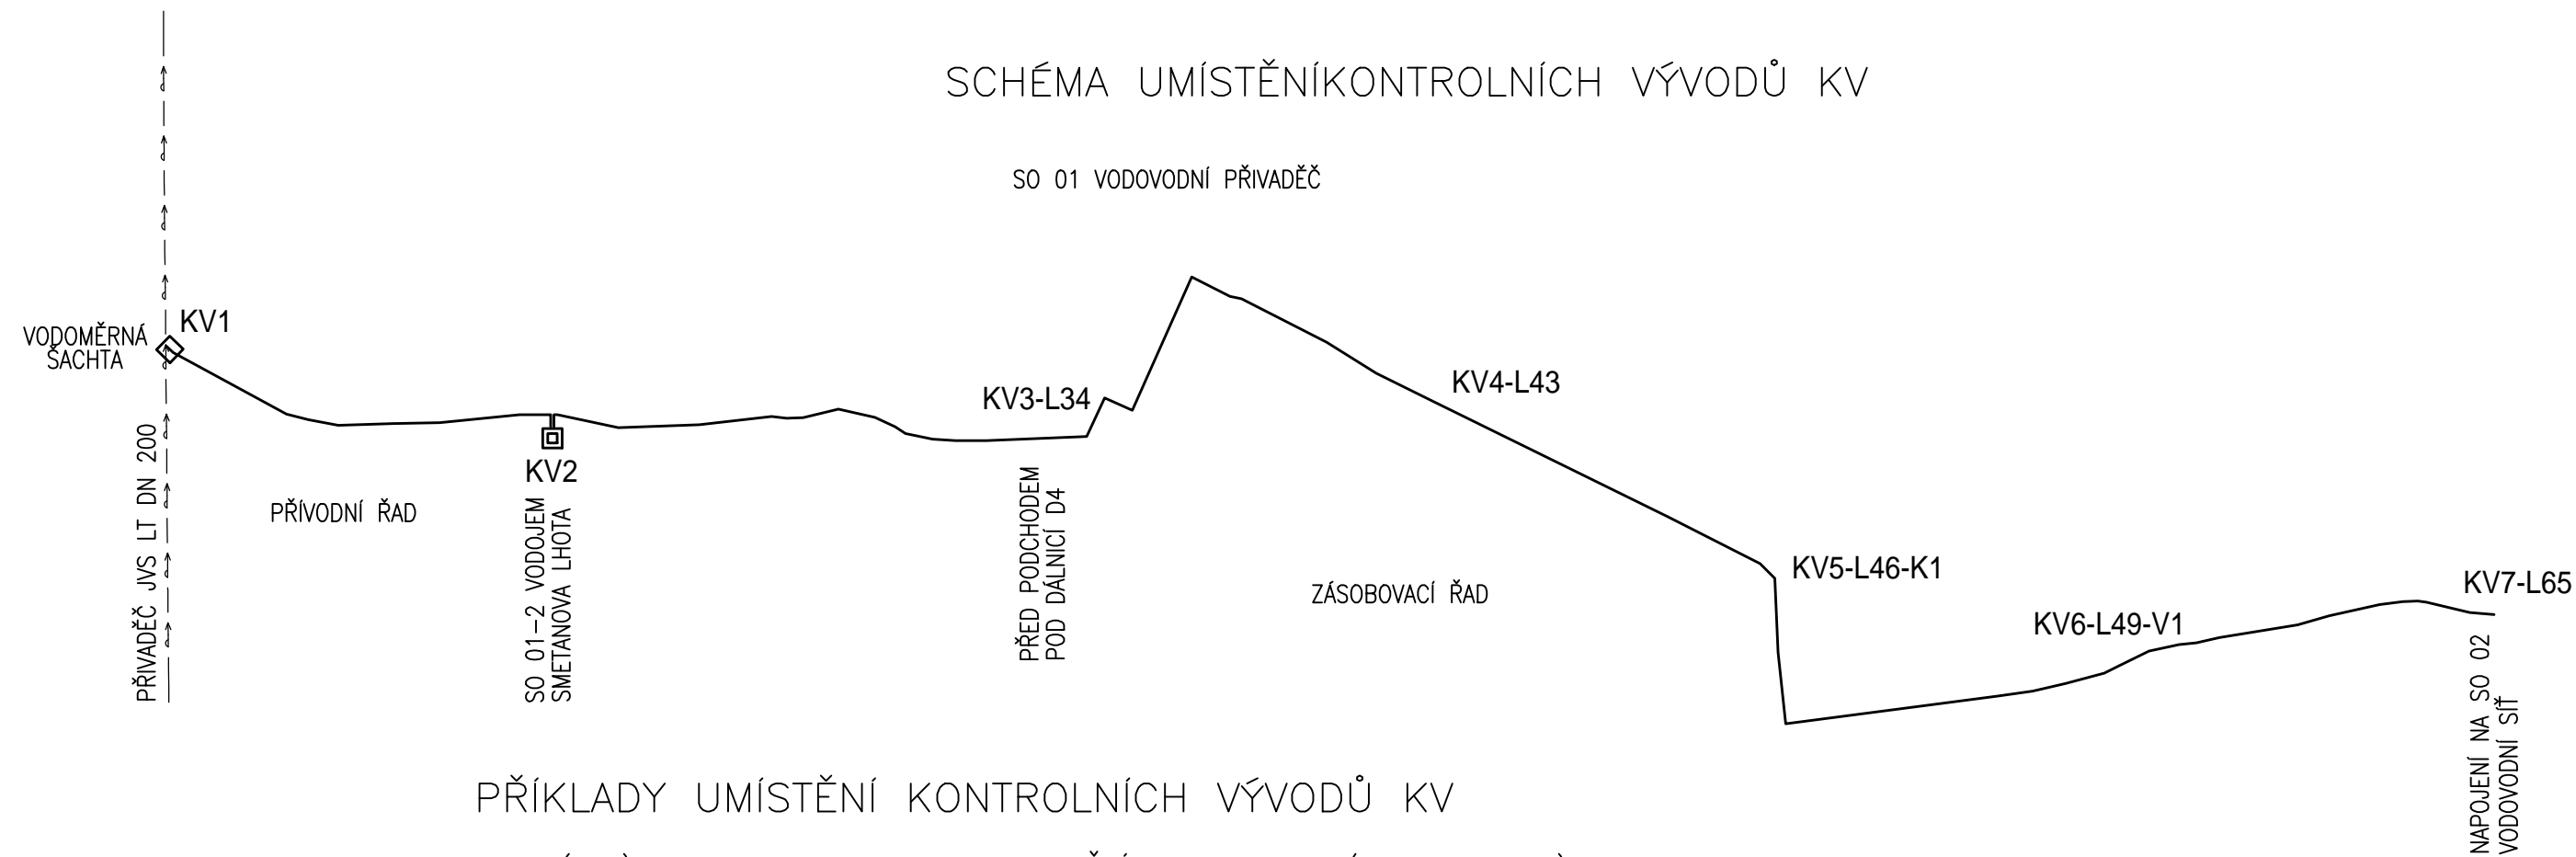 SCHÉMA UMÍSTĚNÍKONTROLNÍCH VÝVODŮ KV
SO 01 VODOVODNÍ PŘIVADĚČ
KV1
VODOMĚRNÁ
ŠACHTA
PŘIVADĚČ JVS LT DN 200
PŘÍVODNÍ ŘAD
KV2
SO 01-2 VODOJEM
SMETANOVA LHOTA
KV3-L34
PŘED PODCHODEM
POD DÁLNICÍ D4
KV4-L43
ZÁSOBOVACÍ ŘAD
KV5-L46-K1
KV6-L49-V1
KV7-L65
NAPOJENÍ NA SO 02
VODOVODNÍ SÍŤ
PŘÍKLADY UMÍSTĚNÍ KONTROLNÍCH VÝVODŮ KV